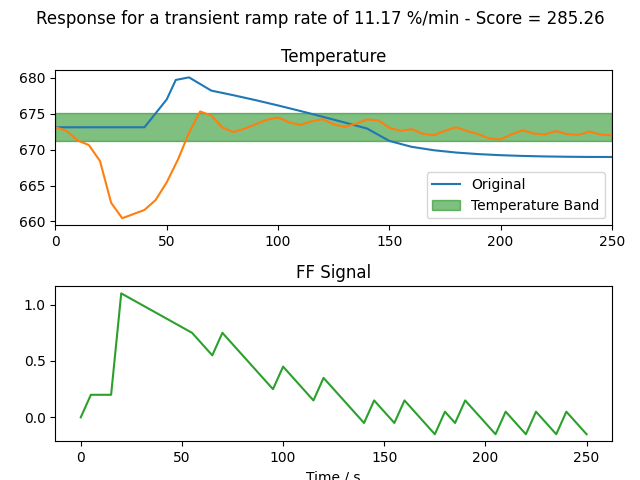 Response for a transient ramp rate of 11.17 %/min - Score = 285.26
Temperature
680
675
670
665
660
Original
Temperature Band
0 50 100 150 200 250
FF Signal
1.0
0.5
0.0
0 50 100 150 200 250
Time / s